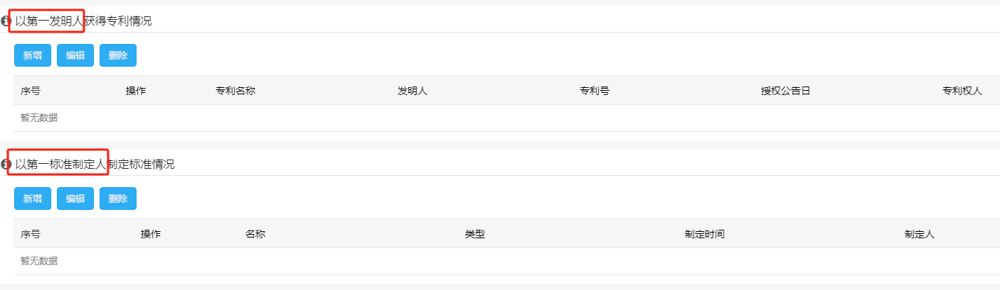 以第一发明人获得专利情况
新增 编辑 删除
序号 操作 专利名称 发明人 专利号 授权公告日 专利权人
暂无数据
以第一标准制定人制定标准情况
新增 编辑 删除
序号 操作 名称 类型 制定时间 制定人
暂无数据